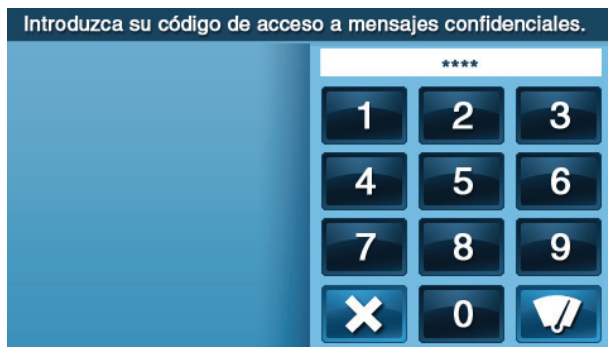 Introduzca su código de acceso a mensajes confidenciales.
****
1 2 3
4 5 6
7 8 9
0